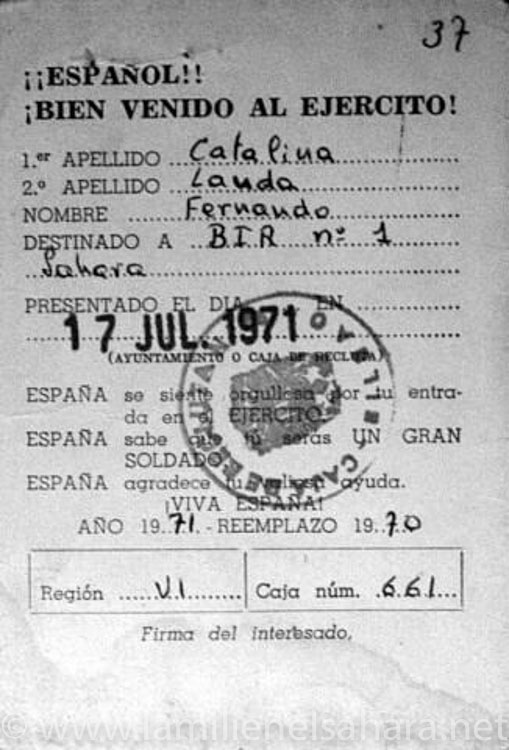 37
¡¡ESPAÑOL!!
¡BIEN VENIDO AL EJERCITO!
1.er APELLIDO Catalina
2.º APELLIDO Landa
NOMBRE Fernando
DESTINADO A BIR nº 1
Sahara
PRESENTADO EL DIA EN
17 JUL. 1971
(AYUNTAMIENTO O CAJA DE RECLUTA)
ESPAÑA se siente orgullosa por tu entra-
da en el EJERCITO.
ESPAÑA sabe que tú serás UN GRAN
SOLDADO.
ESPAÑA agradece tu valiosa ayuda.
¡VIVA ESPAÑA!
AÑO 19 71 - REEMPLAZO 19 70
Región VI
Caja núm. 661
Firma del interesado,
© www.lamilienelsahara.net